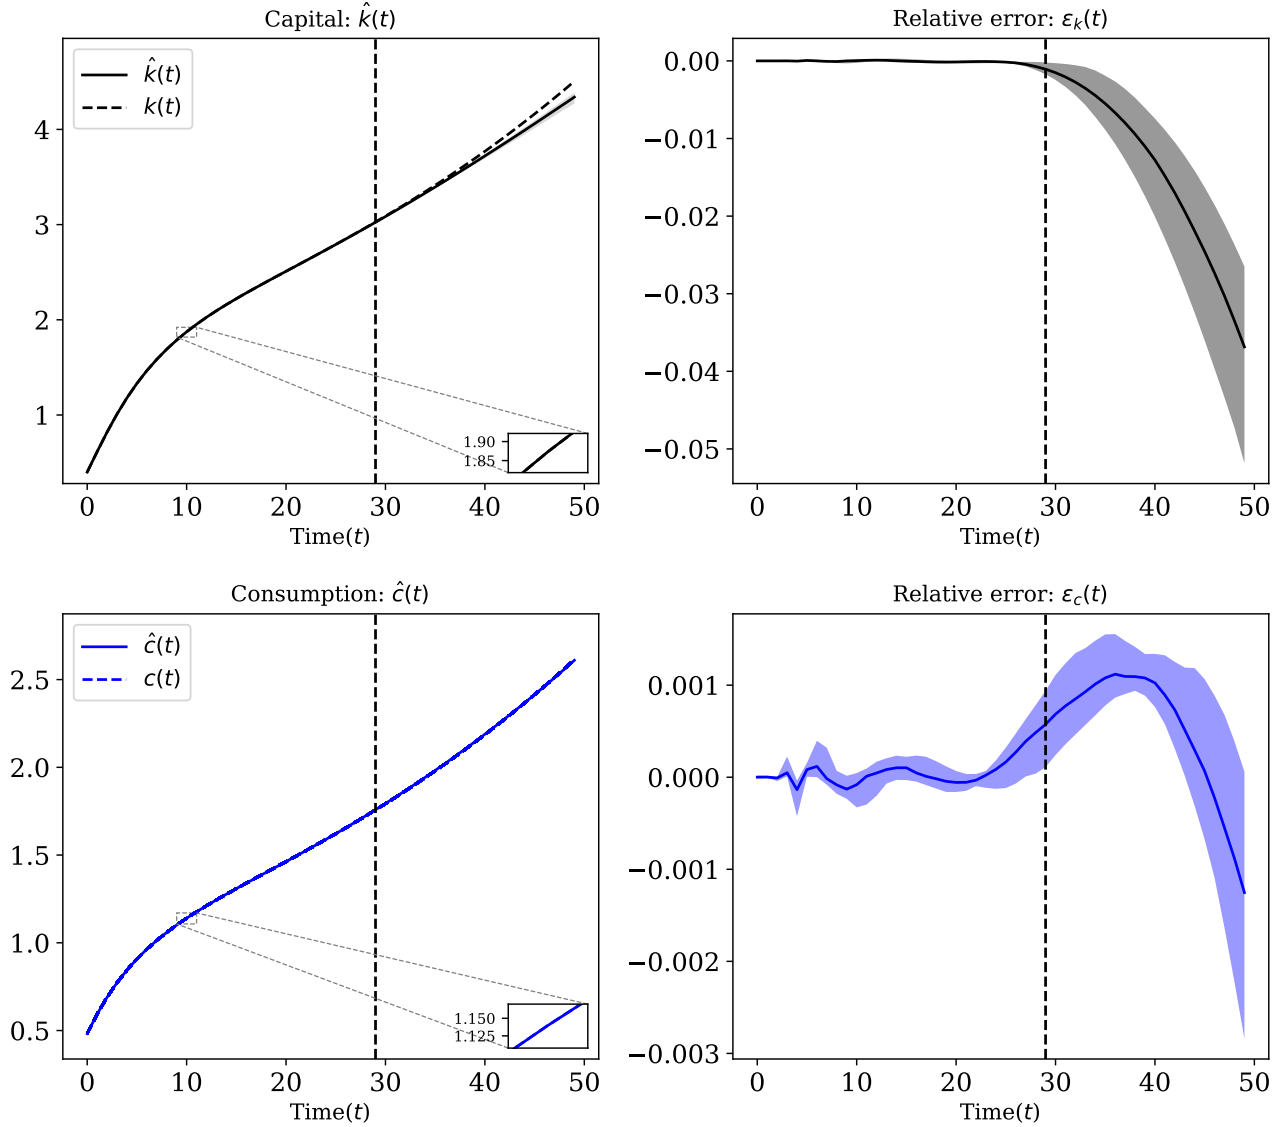 Capital: k̂(t)
k̂(t)
k(t)
4
3
2
1
1.90
1.85
0 10 20 30 40 50
Time(t)
Relative error: εk(t)
0.00
−0.01
−0.02
−0.03
−0.04
−0.05
0 10 20 30 40 50
Time(t)
Consumption: ĉ(t)
ĉ(t)
c(t)
2.5
2.0
1.5
1.0
0.5
1.150
1.125
0 10 20 30 40 50
Time(t)
Relative error: εc(t)
0.001
0.000
−0.001
−0.002
−0.003
0 10 20 30 40 50
Time(t)